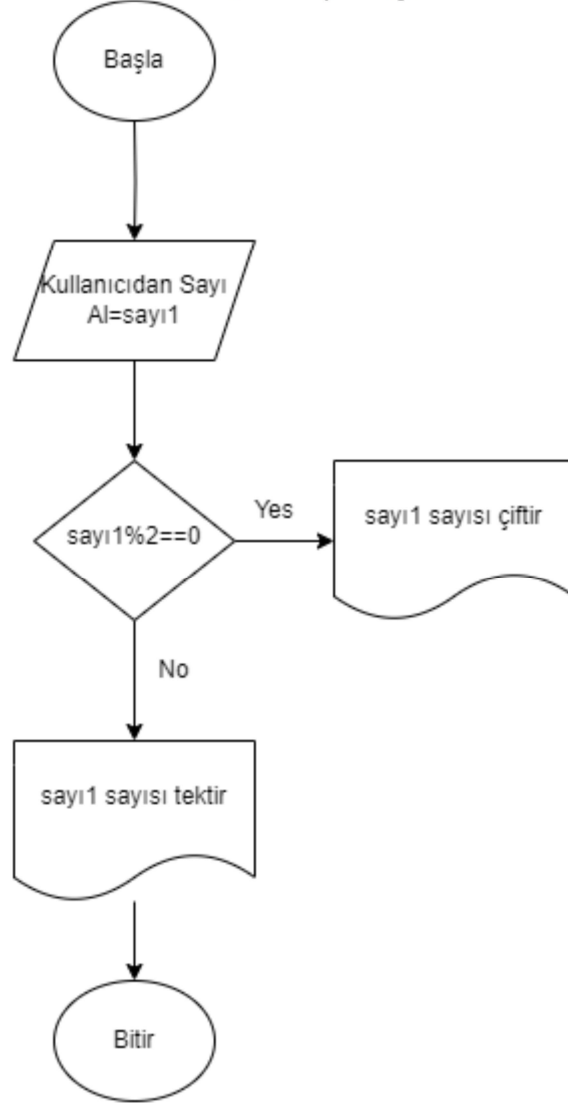 Başla
Kullanıcıdan Sayı
Al=sayı1
sayı1%2==0
Yes
sayı1 sayısı çiftir
No
sayı1 sayısı tektir
Bitir